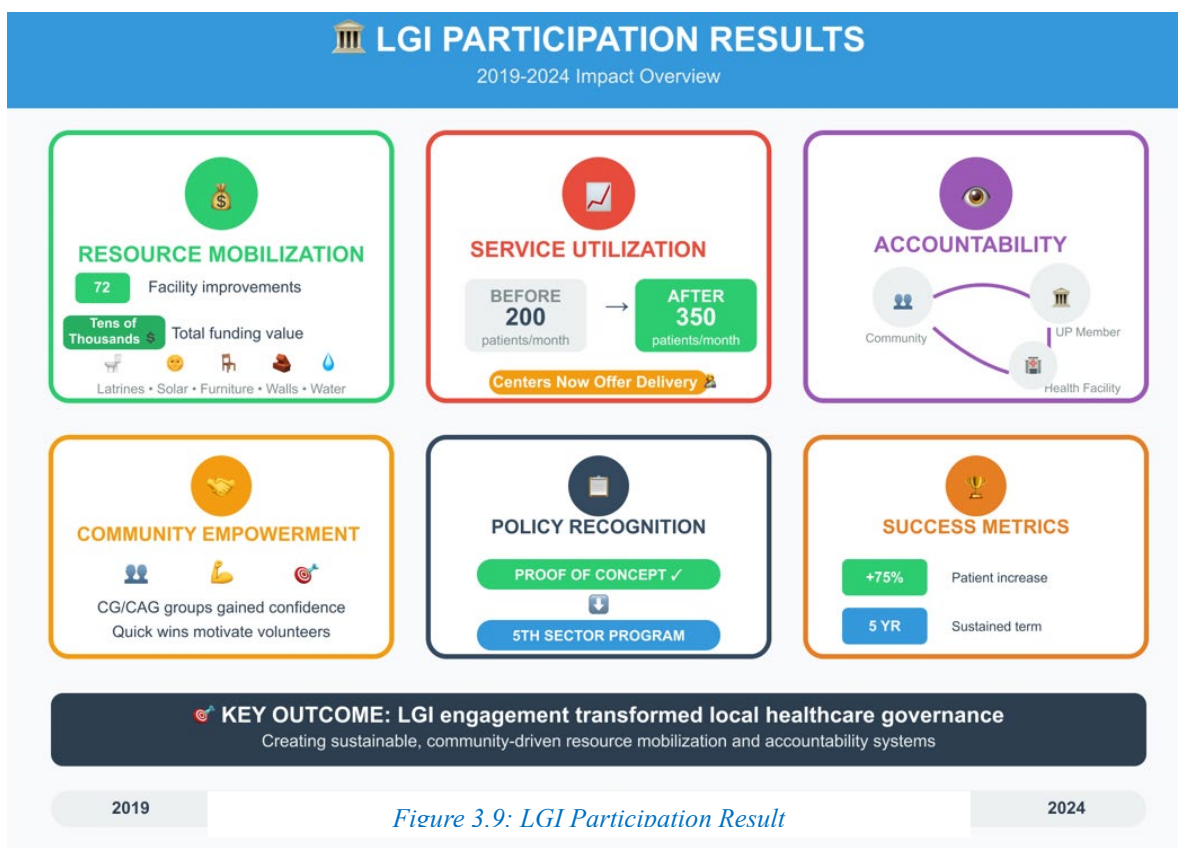 LGI PARTICIPATION RESULTS
2019-2024 Impact Overview
RESOURCE MOBILIZATION
72 Facility improvements
Tens of
Thousands Total funding value
Latrines • Solar • Furniture • Walls • Water
SERVICE UTILIZATION
BEFORE
200
patients/month
→
AFTER
350
patients/month
Centers Now Offer Delivery
ACCOUNTABILITY
Community
UP Member
Health Facility
COMMUNITY EMPOWERMENT
CG/CAG groups gained confidence
Quick wins motivate volunteers
POLICY RECOGNITION
PROOF OF CONCEPT ✓
5TH SECTOR PROGRAM
SUCCESS METRICS
+75% Patient increase
5 YR Sustained term
KEY OUTCOME: LGI engagement transformed local healthcare governance
Creating sustainable, community-driven resource mobilization and accountability systems
2019
Figure 3.9: LGI Participation Result
2024